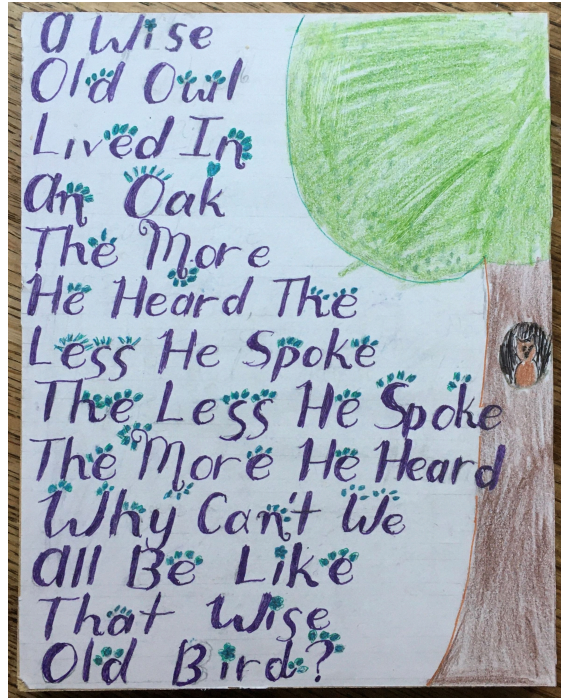 A Wise
Old Owl
Lived In
An Oak
The More
He Heard The
Less He Spoke
The Less He Spoke
The More He Heard
Why Can't We
All Be Like
That Wise
Old Bird?